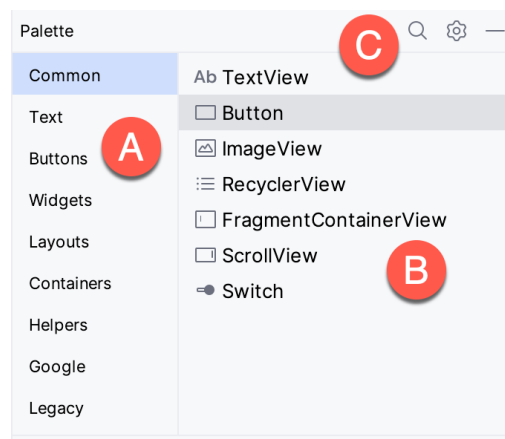 Palette
C
Common
Text
Buttons
A
Widgets
Layouts
Containers
Helpers
Google
Legacy
Ab TextView
Button
ImageView
RecyclerView
FragmentContainerView
ScrollView
B
Switch